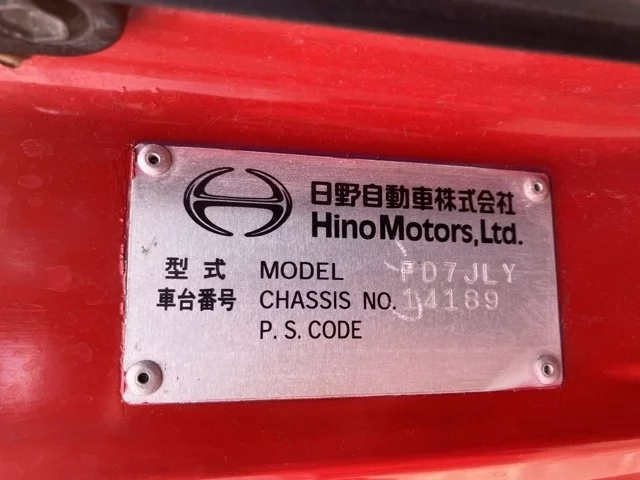 日野自動車株式会社
Hino Motors, Ltd.
型式 MODEL FD7JLY
車台番号 CHASSIS NO. 14189
P. S. CODE